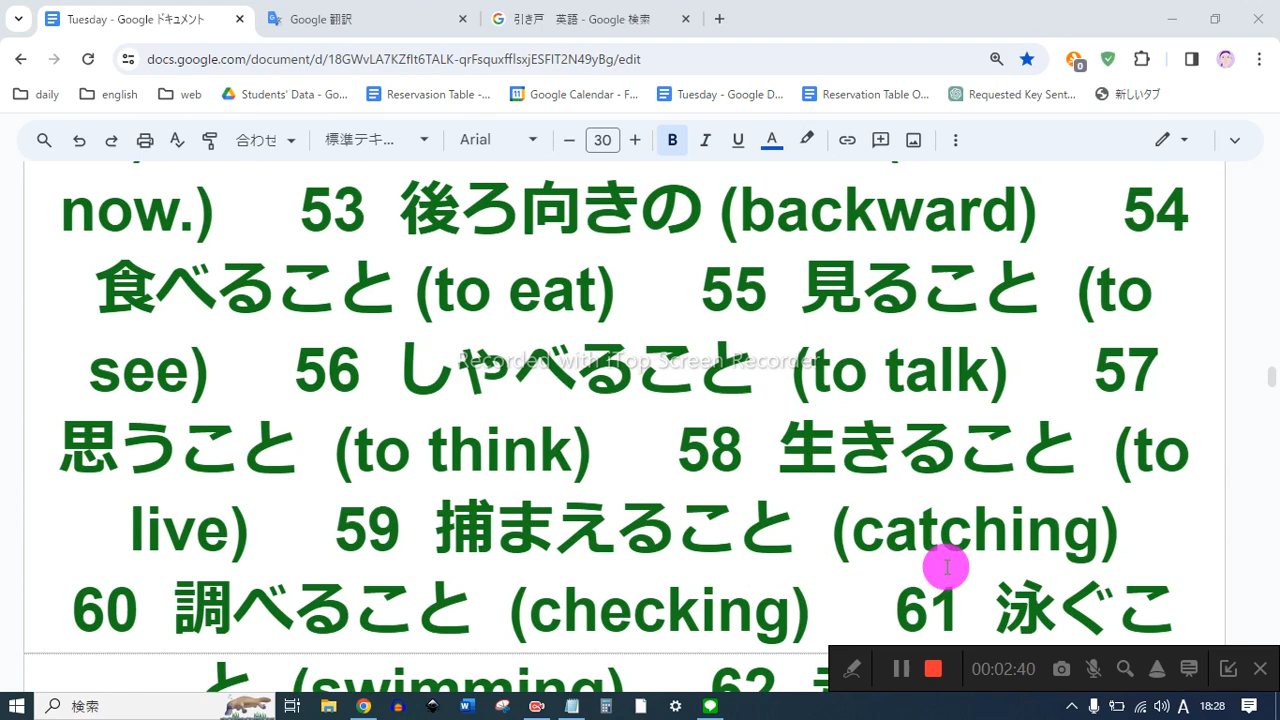 Tuesday - Google ドキュメント
Google 翻訳
引き戸 英語 - Google 検索
docs.google.com/document/d/18GWvLA7KZfIt6TALK-qrFsquxfflsxjESFIT2N49yBg/edit
daily english web Students' Data - Go... Reservasion Table -... Google Calendar - F... Tuesday - Google D... Reservation Table O... Requested Key Sent... 新しいタブ
合わせ 標準テキ... Arial 30 B I U A
now.) 53 後ろ向きの (backward) 54
食べること (to eat) 55 見ること (to
see) 56 しゃべること (to talk) 57
Recorded with iTop Screen Recorder
思うこと (to think) 58 生きること (to
live) 59 捕まえること (catching)
60 調べること (checking) 61 泳ぐこ
と (swimming) 62
00:02:40
検索
A 18:28